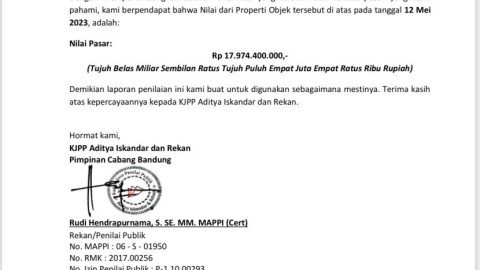 pahami, kami berpendapat bahwa Nilai dari Properti Objek tersebut di atas pada tanggal 12 Mei
2023, adalah:
Nilai Pasar:
Rp 17.974.400.000,-
(Tujuh Belas Miliar Sembilan Ratus Tujuh Puluh Empat Juta Empat Ratus Ribu Rupiah)
Demikian laporan penilaian ini kami buat untuk digunakan sebagaimana mestinya. Terima kasih
atas kepercayaannya kepada KJPP Aditya Iskandar dan Rekan.
Hormat kami,
KJPP Aditya Iskandar dan Rekan
Pimpinan Cabang Bandung
Rudi Hendrapurnama, S. SE. MM. MAPPI (Cert)
Rekan/Penilai Publik
No. MAPPI : 06 - S - 01950
No. RMK : 2017.00256
No. Izin Penilai Publik : P-1.10.00293